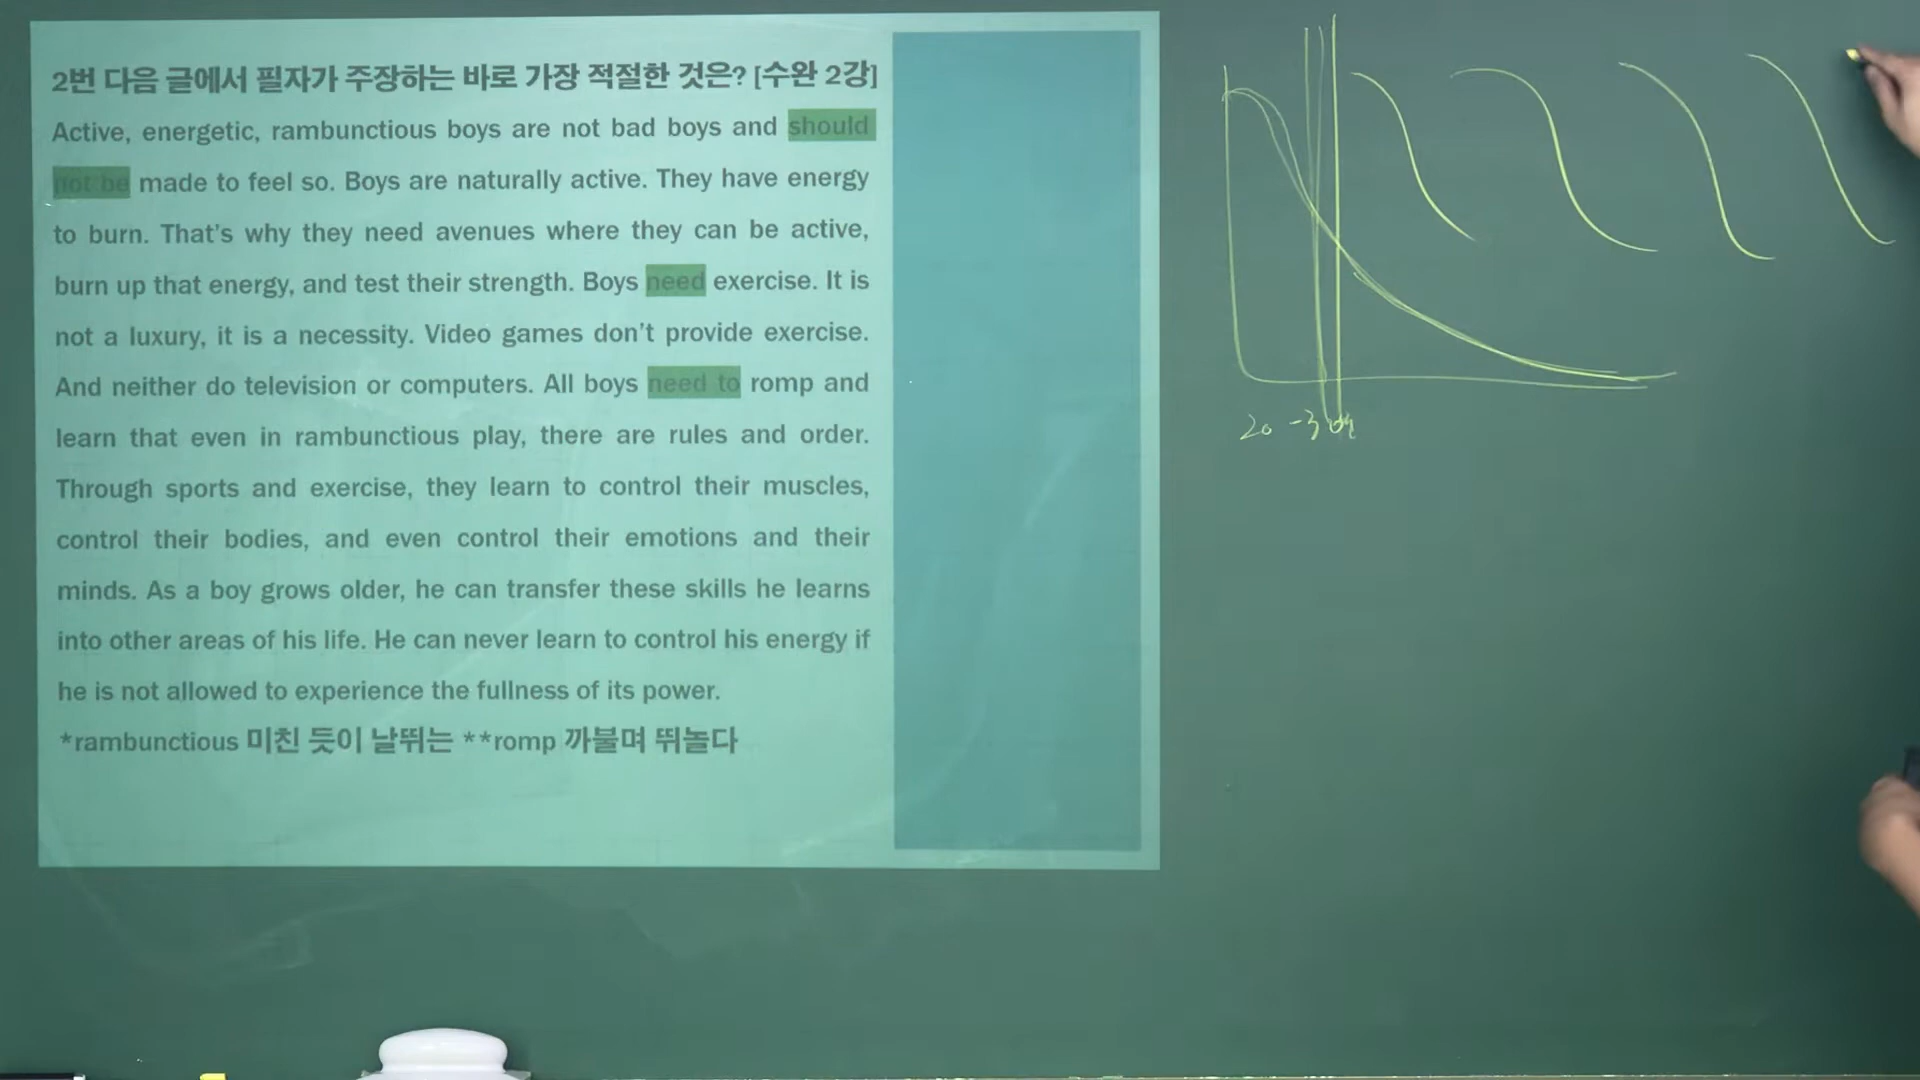 2번 다음 글에서 필자가 주장하는 바로 가장 적절한 것은? [수완 2강]
Active, energetic, rambunctious boys are not bad boys and should
not be made to feel so. Boys are naturally active. They have energy
to burn. That's why they need avenues where they can be active,
burn up that energy, and test their strength. Boys need exercise. It is
not a luxury, it is a necessity. Video games don't provide exercise.
And neither do television or computers. All boys need to romp and
learn that even in rambunctious play, there are rules and order.
Through sports and exercise, they learn to control their muscles,
control their bodies, and even control their emotions and their
minds. As a boy grows older, he can transfer these skills he learns
into other areas of his life. He can never learn to control his energy if
he is not allowed to experience the fullness of its power.
*rambunctious 미친 듯이 날뛰는 **romp 까불며 뛰놀다
20 -30